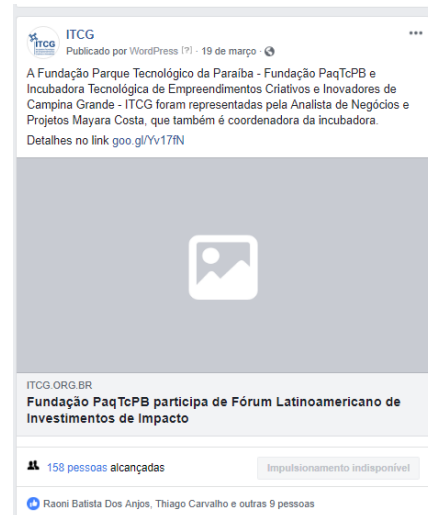 ITCG
ITCG
Publicado por WordPress [?] · 19 de março ·
A Fundação Parque Tecnológico da Paraíba - Fundação PaqTcPB e
Incubadora Tecnológica de Empreendimentos Criativos e Inovadores de
Campina Grande - ITCG foram representadas pela Analista de Negócios e
Projetos Mayara Costa, que também é coordenadora da incubadora.
Detalhes no link goo.gl/Yv17fN
ITCG.ORG.BR
Fundação PaqTcPB participa de Fórum Latinoamericano de
Investimentos de Impacto
158 pessoas alcançadas
Impulsionamento indisponível
Raoni Batista Dos Anjos, Thiago Carvalho e outras 9 pessoas